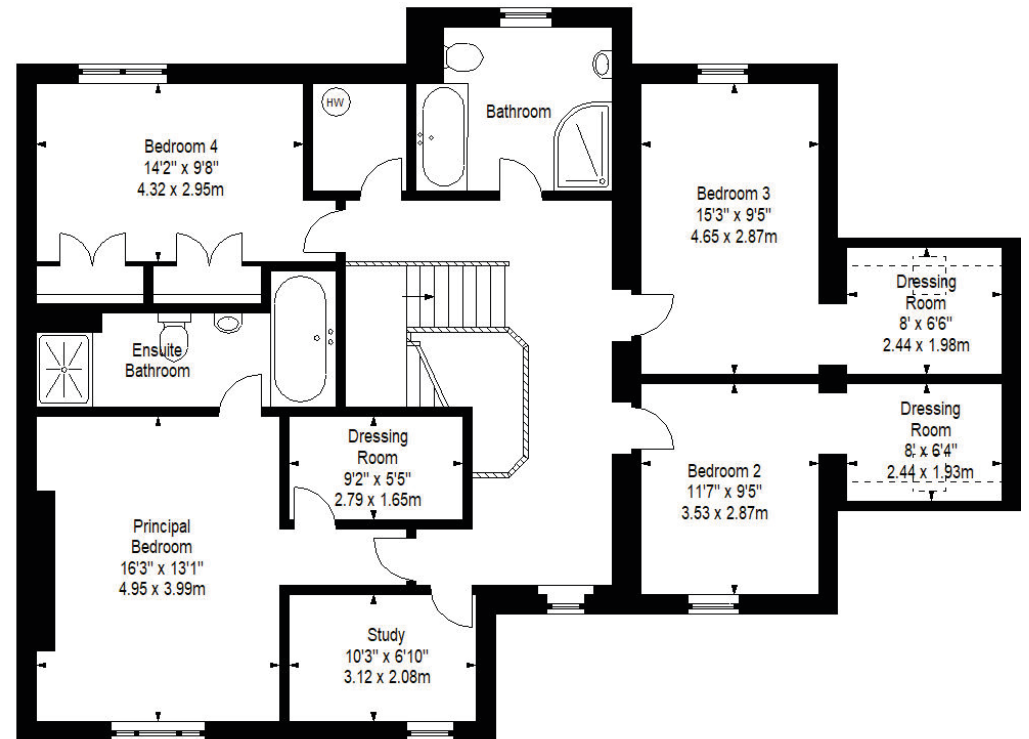 Bedroom 4
14'2" x 9'8"
4.32 x 2.95m
HW
Bathroom
Bedroom 3
15'3" x 9'5"
4.65 x 2.87m
Dressing
Room
8' x 6'6"
2.44 x 1.98m
Ensuite
Bathroom
Dressing
Room
9'2" x 5'5"
2.79 x 1.65m
Bedroom 2
11'7" x 9'5"
3.53 x 2.87m
Dressing
Room
8' x 6'4"
2.44 x 1.93m
Principal
Bedroom
16'3" x 13'1"
4.95 x 3.99m
Study
10'3" x 6'10"
3.12 x 2.08m